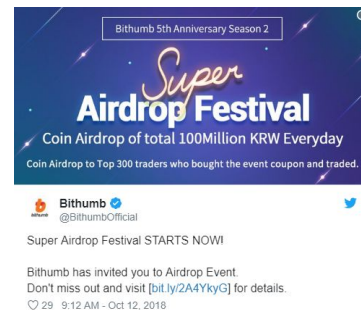 Bithumb 5th Anniversary Season 2
Super
Airdrop Festival
Coin Airdrop of total 100Million KRW Everyday
Coin Airdrop to Top 300 traders who bought the event coupon and traded.
bithumb
Bithumb
@BithumbOfficial
Super Airdrop Festival STARTS NOW!
Bithumb has invited you to Airdrop Event.
Don't miss out and visit [bit.ly/2A4YkyG] for details.
29 9:12 AM - Oct 12, 2018